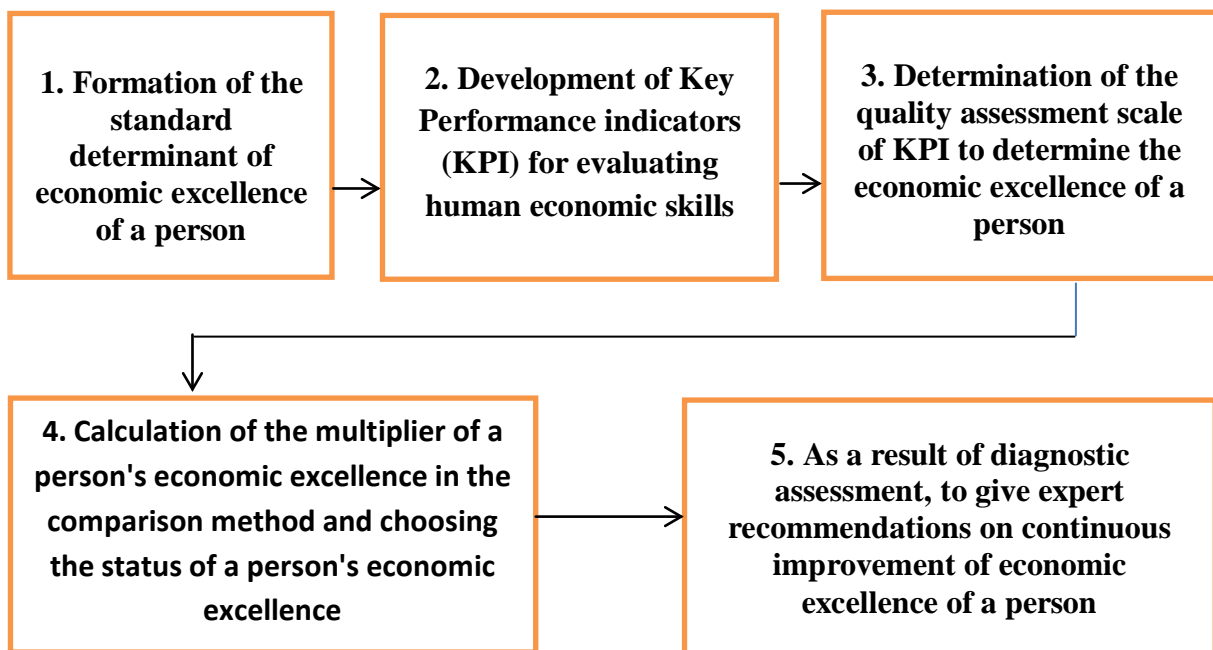 1. Formation of the
standard
determinant of
economic excellence
of a person
2. Development of Key
Performance indicators
(KPI) for evaluating
human economic skills
3. Determination of the
quality assessment scale
of KPI to determine the
economic excellence of a
person
4. Calculation of the multiplier of a
person's economic excellence in the
comparison method and choosing
the status of a person's economic
excellence
5. As a result of diagnostic
assessment, to give expert
recommendations on continuous
improvement of economic
excellence of a person